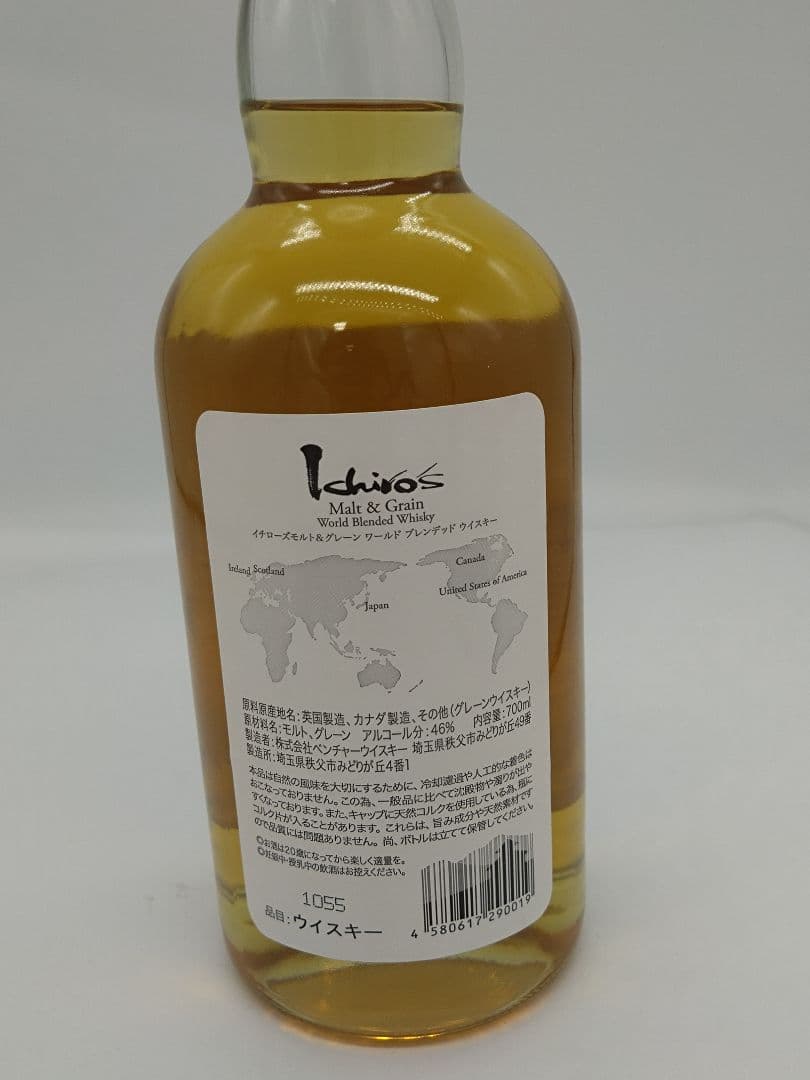 Ichiro's
Malt & Grain
World Blended Whisky
イチローズモルト&グレーン ワールド ブレンデッド ウイスキー
Ireland Scotland
Canada
United States of America
Japan
原料原産地名:英国製造、カナダ製造、その他(グレーンウイスキー)
原材料名:モルト、グレーン アルコール分:46% 内容量:700ml
製造者:株式会社ベンチャーウイスキー 埼玉県秩父市みどりが丘49番
製造所:埼玉県秩父市みどりが丘4番1
本品は自然の風味を大切にするために、冷却濾過や人工的な着色は
おこなっておりません。この為、一般品に比べて沈殿物や濁りが出や
すくなっております。また、キャップに天然コルクを使用している為、稀に
コルク片が入ることがあります。これらは、旨み成分や天然素材です
ので品質には問題ありません。尚、ボトルは立てて保管してください。
◎お酒は20歳になってから楽しく適量を。
◎妊娠中・授乳中の飲酒はお控えください。
1055
品目:ウイスキー
4 580617 290019